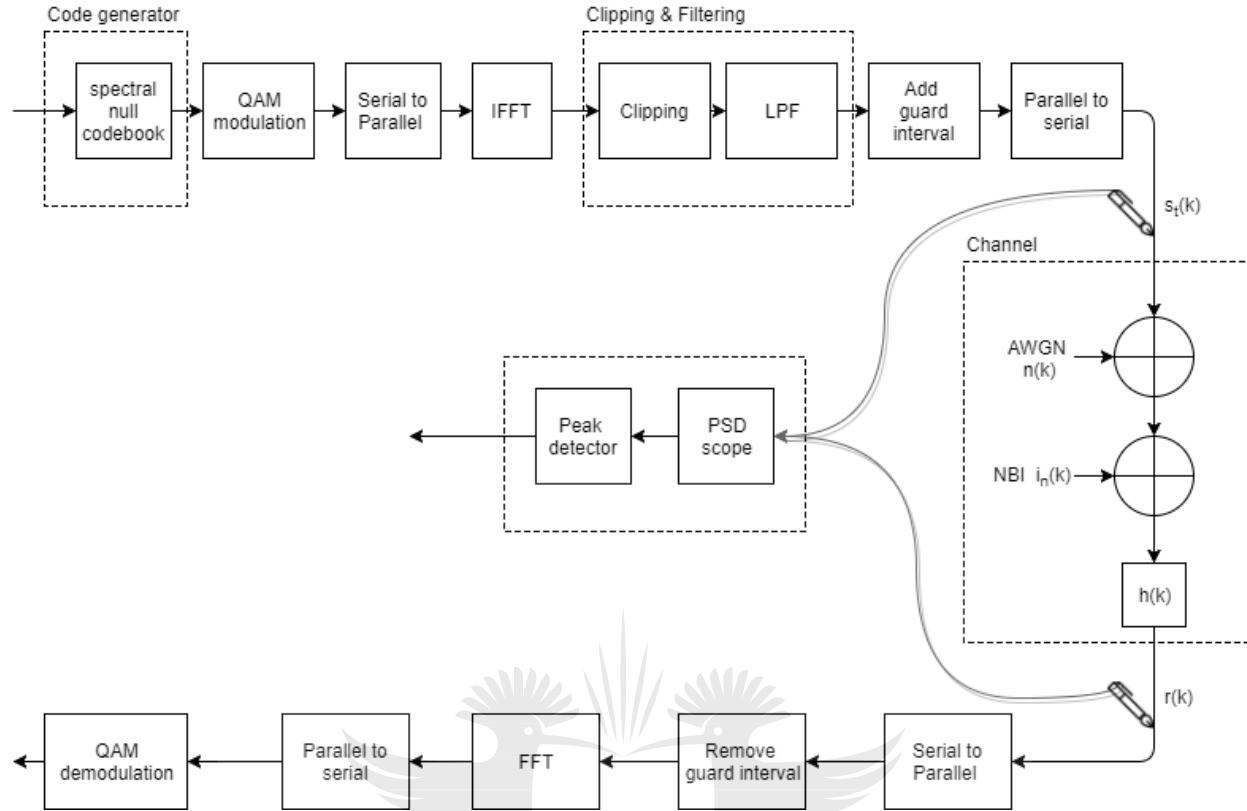 Code generator
Clipping & Filtering
spectral
null
codebook
QAM
modulation
Serial to
Parallel
IFFT
Clipping
LPF
Add
guard
interval
Parallel to
serial
s_t(k)
Channel
AWGN
n(k)
NBI i_n(k)
h(k)
Peak
detector
PSD
scope
r(k)
QAM
demodulation
Parallel to
serial
FFT
Remove
guard interval
Serial to
Parallel